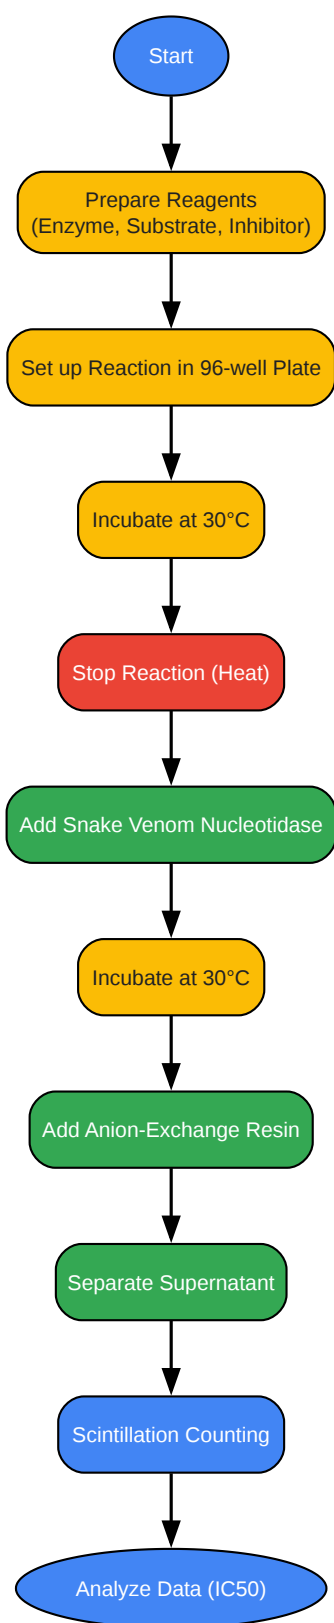 Start
Prepare Reagents
(Enzyme, Substrate, Inhibitor)
Set up Reaction in 96-well Plate
Incubate at 30°C
Stop Reaction (Heat)
Add Snake Venom Nucleotidase
Incubate at 30°C
Add Anion-Exchange Resin
Separate Supernatant
Scintillation Counting
Analyze Data (IC50)